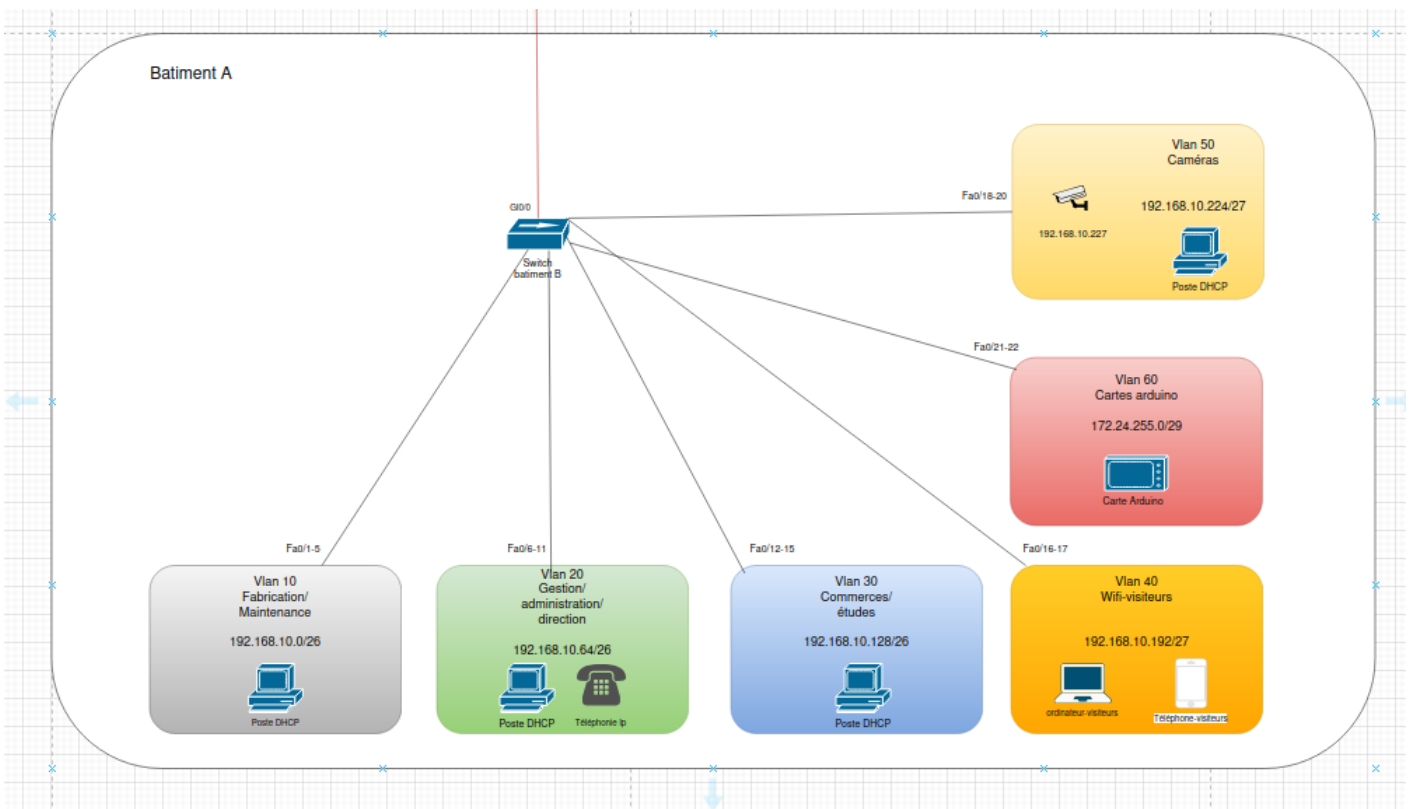 Batiment A
Gi0/0
Switch
batiment B
Fa0/18-20
Vlan 50
Caméras
192.168.10.224/27
192.168.10.227
Poste DHCP
Fa0/21-22
Vlan 60
Cartes arduino
172.24.255.0/29
Carte Arduino
Fa0/1-5
Vlan 10
Fabrication/
Maintenance
192.168.10.0/26
Poste DHCP
Fa0/6-11
Vlan 20
Gestion/
administration/
direction
192.168.10.64/26
Poste DHCP
Téléphonie Ip
Fa0/12-15
Vlan 30
Commerces/
études
192.168.10.128/26
Poste DHCP
Fa0/16-17
Vlan 40
Wifi-visiteurs
192.168.10.192/27
ordinateur-visiteurs
Téléphone-visiteurs